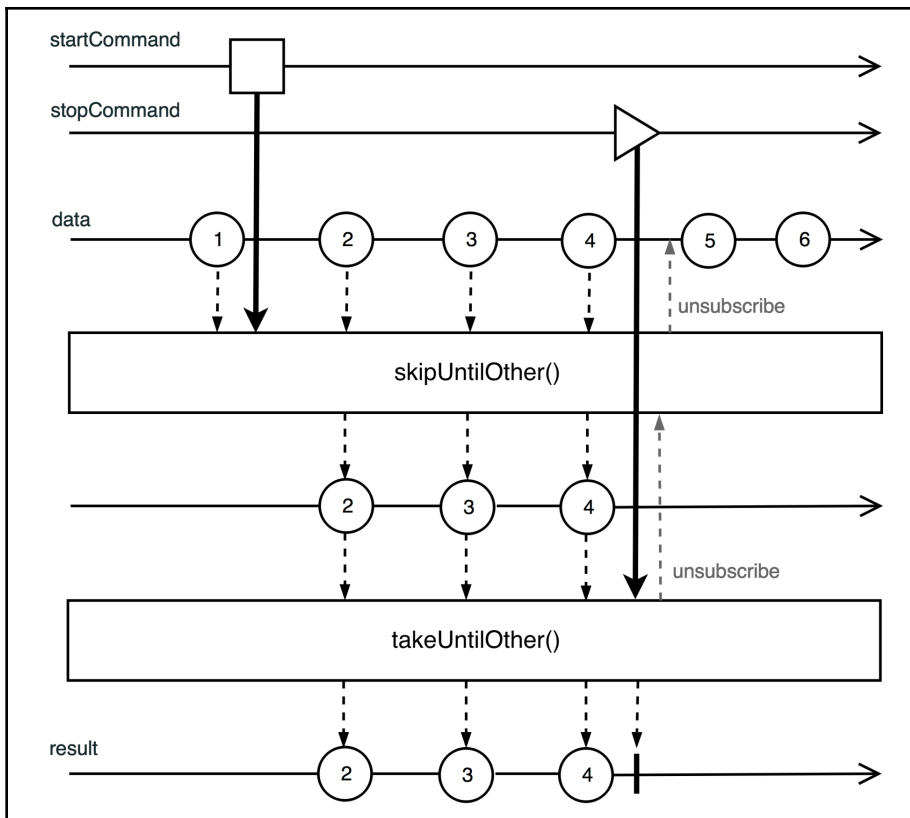 startCommand
stopCommand
data
1 2 3 4 5 6
unsubscribe
skipUntilOther()
2 3 4
unsubscribe
takeUntilOther()
result
2 3 4